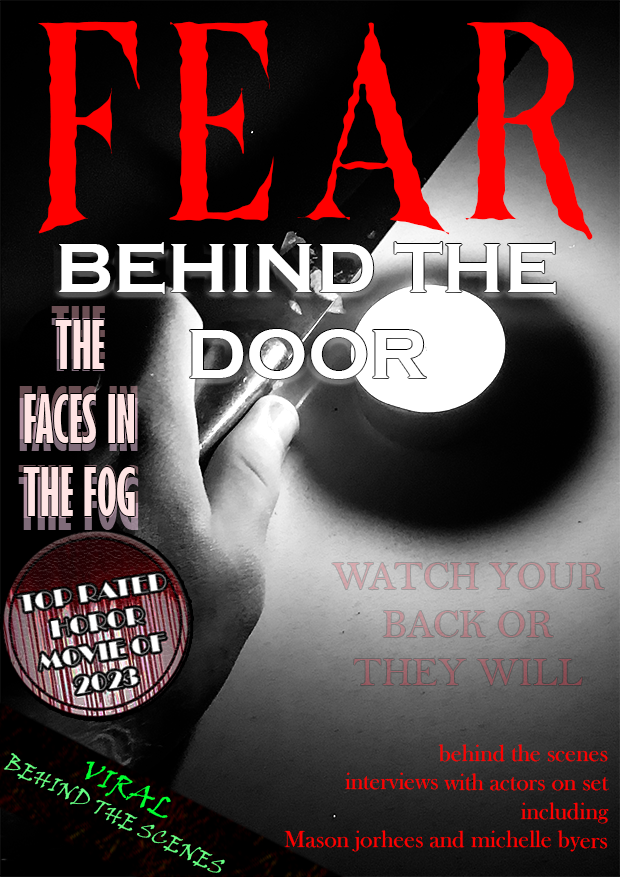 FEAR
BEHIND THE
DOOR
THE
FACES IN
THE FOG
TOP RATED
HOROR
MOVIE OF
2023
WATCH YOUR
BACK OR
THEY WILL
behind the scenes
interviews with actors on set
including
Mason jorhees and michelle byers
VIRAL
BEHIND THE SCENES